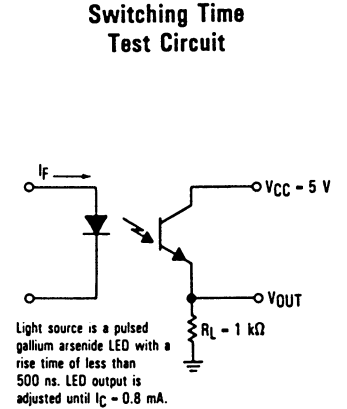 Switching Time
Test Circuit
IF
VCC - 5 V
VOUT
RL - 1 kΩ
Light source is a pulsed
gallium arsenide LED with a
rise time of less than
500 ns. LED output is
adjusted until IC - 0.8 mA.